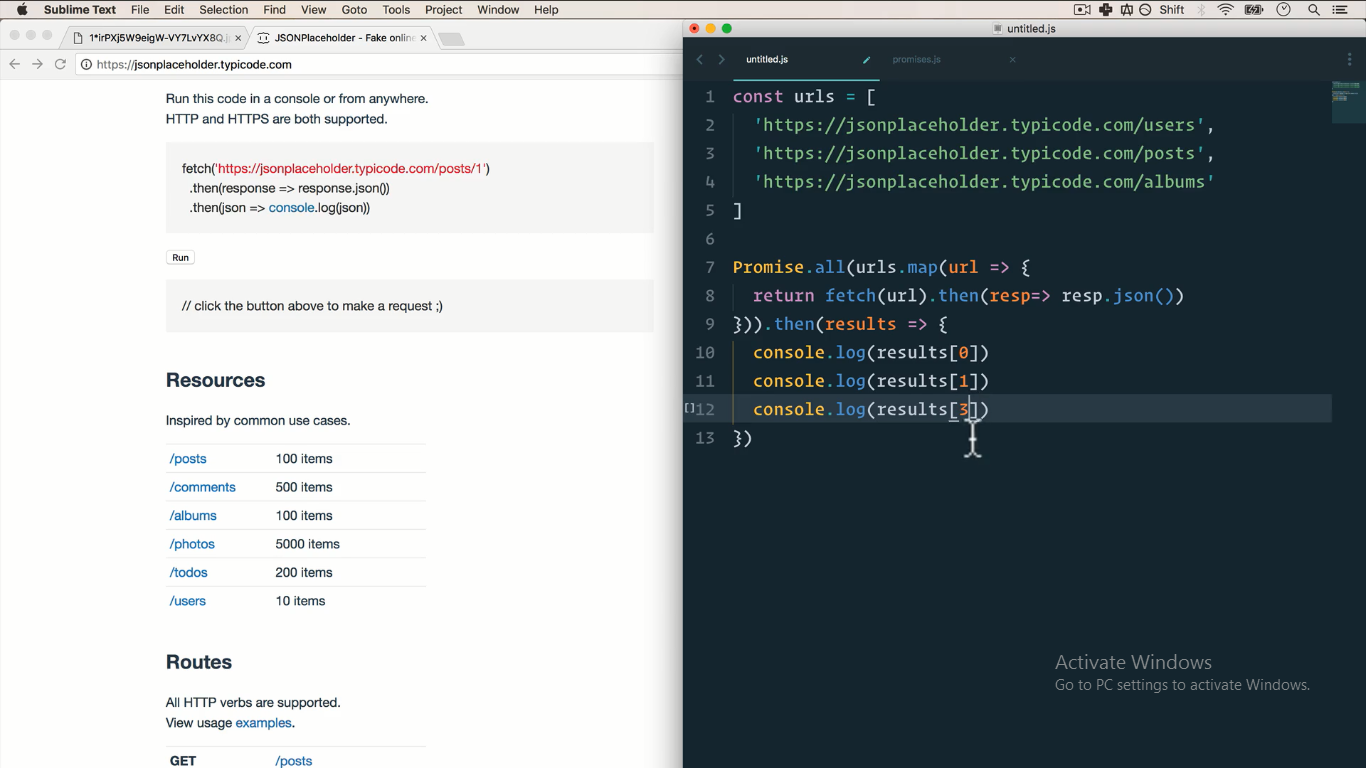 Sublime Text File Edit Selection Find View Goto Tools Project Window Help Shift
1*irPXj5W9eigW-VY7LvYX8Q.j × JSONPlaceholder - Fake online ×
https://jsonplaceholder.typicode.com
Run this code in a console or from anywhere.
HTTP and HTTPS are both supported.
fetch('https://jsonplaceholder.typicode.com/posts/1')
.then(response => response.json())
.then(json => console.log(json))
Run
// click the button above to make a request ;)
Resources
Inspired by common use cases.
/posts 100 items
/comments 500 items
/albums 100 items
/photos 5000 items
/todos 200 items
/users 10 items
Routes
All HTTP verbs are supported.
View usage examples.
GET /posts
untitled.js
untitled.js promises.js ×
1 const urls = [
2 'https://jsonplaceholder.typicode.com/users',
3 'https://jsonplaceholder.typicode.com/posts',
4 'https://jsonplaceholder.typicode.com/albums'
5 ]
6
7 Promise.all(urls.map(url => {
8 return fetch(url).then(resp=> resp.json())
9 })).then(results => {
10 console.log(results[0])
11 console.log(results[1])
12 console.log(results[3])
13 })
Activate Windows
Go to PC settings to activate Windows.